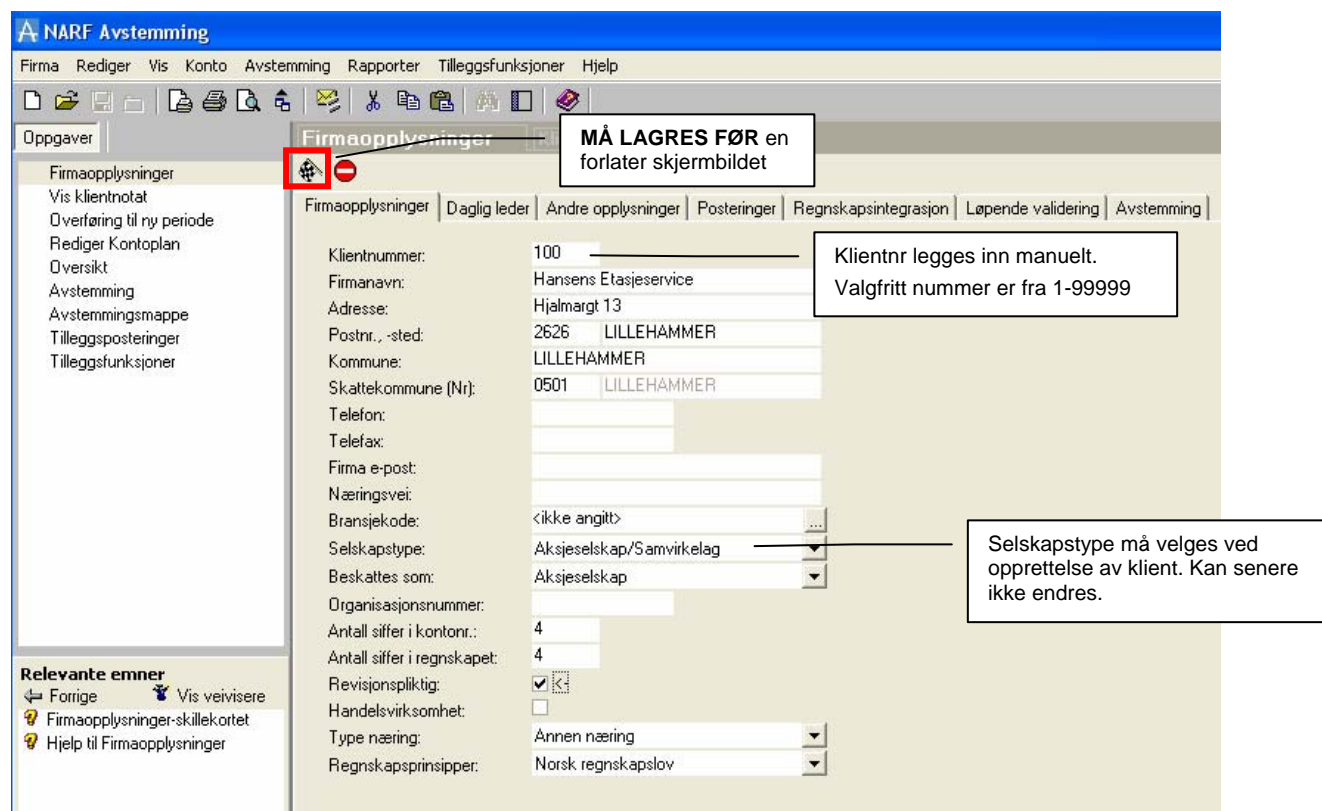 NARF Avstemming
Firma Rediger Vis Konto Avstemming Rapporter Tilleggsfunksjoner Hjelp
Oppgaver
Firmaopplysninger
Vis klientnotat
Overføring til ny periode
Rediger Kontoplan
Oversikt
Avstemming
Avstemmingsmappe
Tilleggsposteringer
Tilleggsfunksjoner
Relevante emner
Forrige Vis veivisere
Firmaopplysninger-skillekortet
Hjelp til Firmaopplysninger
Firmaopplysninger
MÅ LAGRES FØR en
forlater skjermbildet
Firmaopplysninger Daglig leder Andre opplysninger Posteringer Regnskapsintegrasjon Løpende validering Avstemming
Klientnummer: 100
Firmanavn: Hansens Etasjeservice
Adresse: Hjalmargt 13
Postnr., -sted: 2626 LILLEHAMMER
Kommune: LILLEHAMMER
Skattekommune (Nr): 0501 LILLEHAMMER
Telefon:
Telefax:
Firma e-post:
Næringsvei:
Bransjekode: <ikke angitt> ...
Selskapstype: Aksjeselskap/Samvirkelag
Beskattes som: Aksjeselskap
Organisasjonsnummer:
Antall siffer i kontonr.: 4
Antall siffer i regnskapet: 4
Revisjonspliktig: <-
Handelsvirksomhet:
Type næring: Annen næring
Regnskapsprinsipper: Norsk regnskapslov
Klientnr legges inn manuelt.
Valgfritt nummer er fra 1-99999
Selskapstype må velges ved
opprettelse av klient. Kan senere
ikke endres.